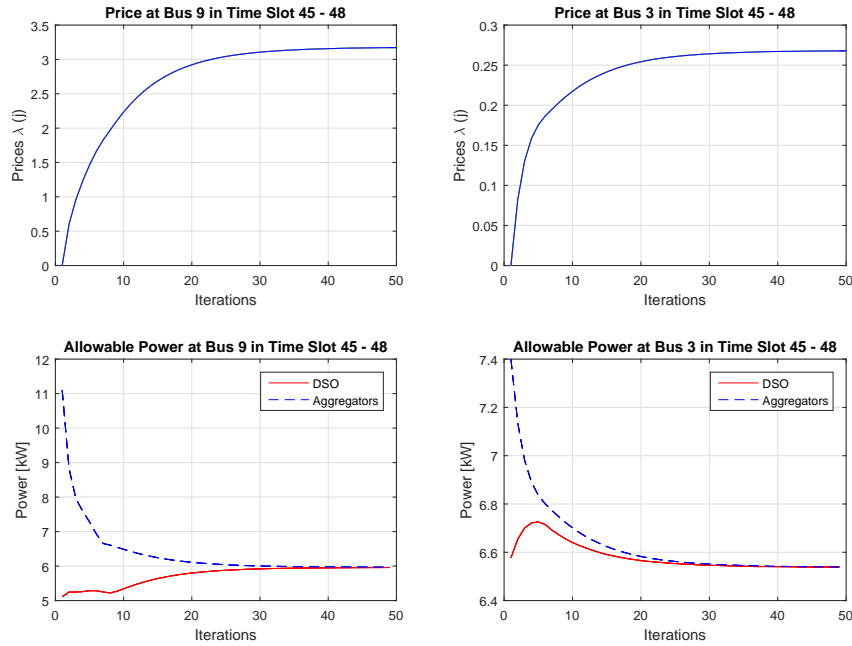 Price at Bus 9 in Time Slot 45 - 48
3.5
3
2.5
2
1.5
1
0.5
0
0 10 20 30 40 50
Prices λ (j)
Iterations
Price at Bus 3 in Time Slot 45 - 48
0.3
0.25
0.2
0.15
0.1
0.05
0
0 10 20 30 40 50
Prices λ (j)
Iterations
Allowable Power at Bus 9 in Time Slot 45 - 48
12
11
10
9
8
7
6
5
0 10 20 30 40 50
Power [kW]
Iterations
DSO
Aggregators
Allowable Power at Bus 3 in Time Slot 45 - 48
7.4
7.2
7
6.8
6.6
6.4
0 10 20 30 40 50
Power [kW]
Iterations
DSO
Aggregators